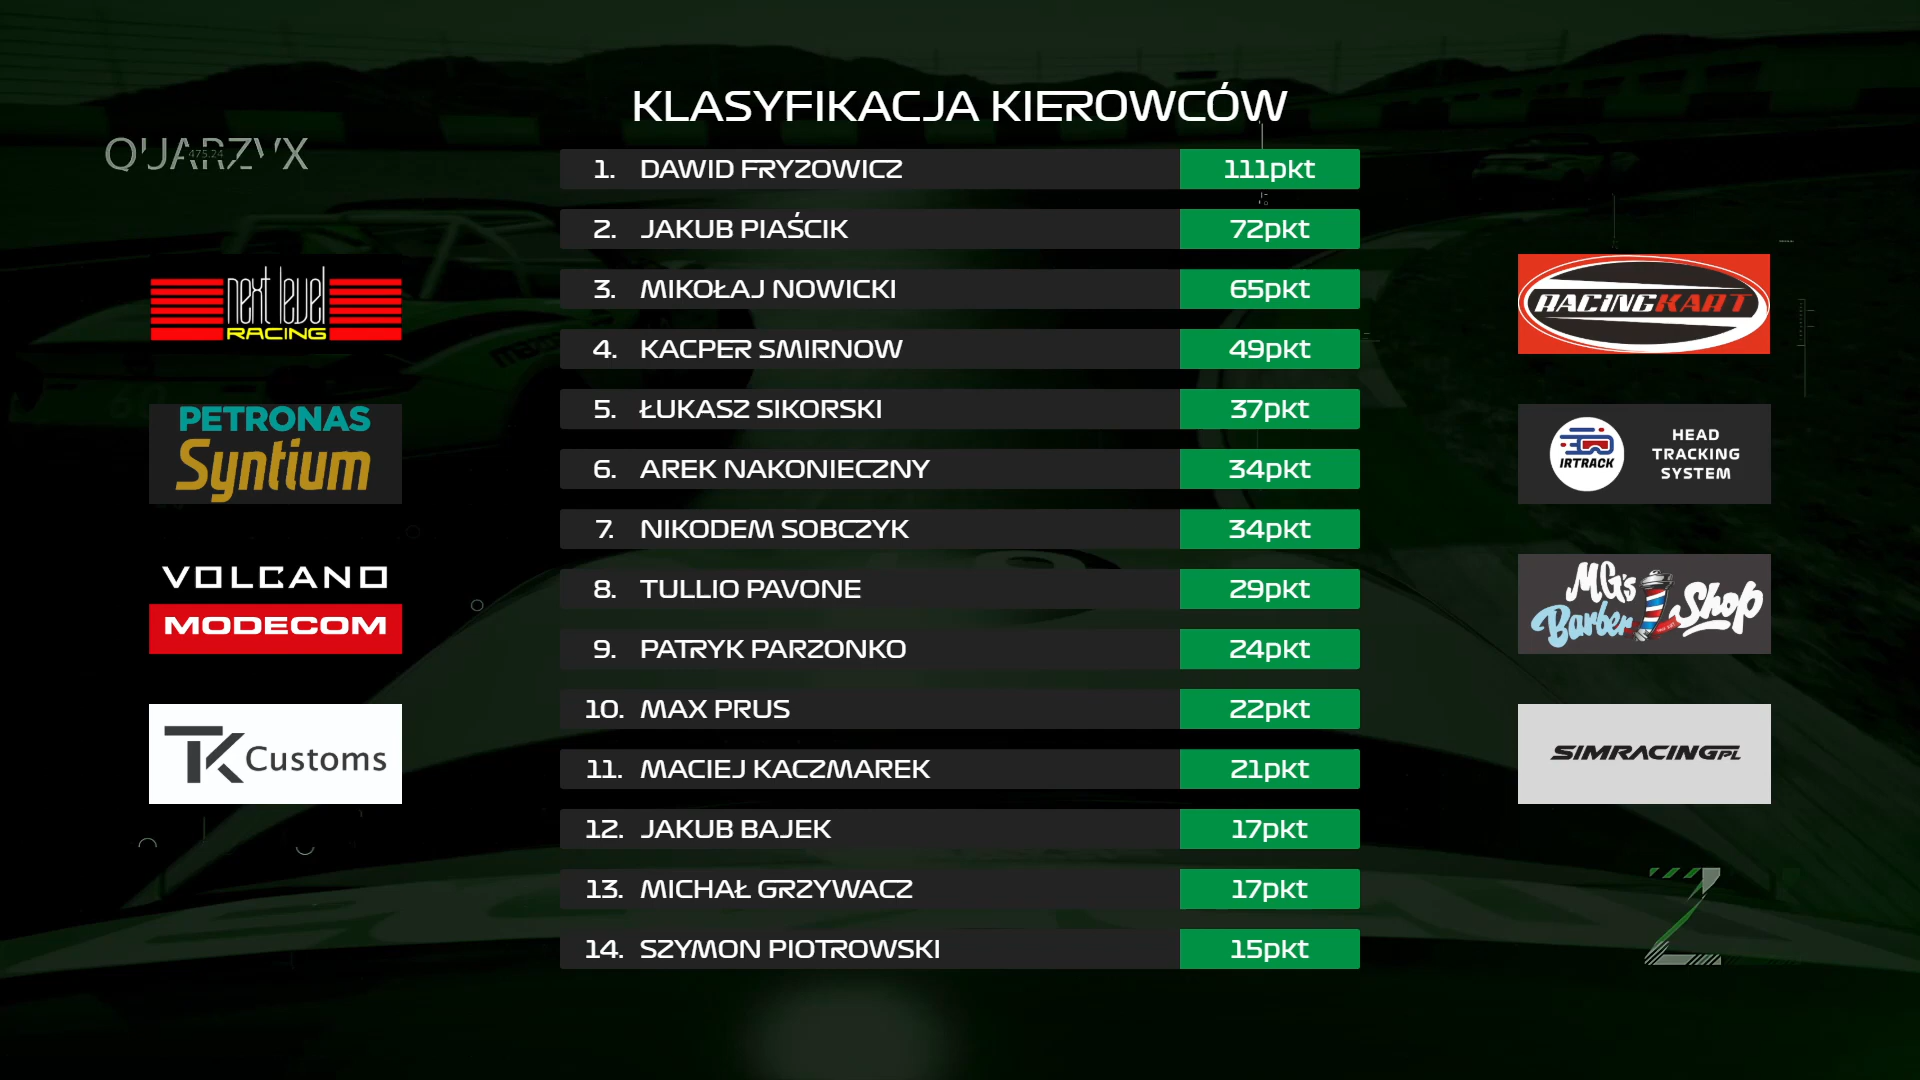 KLASYFIKACJA KIEROWCÓW
QUARZYX
475.24
1. DAWID FRYZOWICZ 111pkt
2. JAKUB PIAŚCIK 72pkt
3. MIKOŁAJ NOWICKI 65pkt
4. KACPER SMIRNOW 49pkt
5. ŁUKASZ SIKORSKI 37pkt
6. AREK NAKONIECZNY 34pkt
7. NIKODEM SOBCZYK 34pkt
8. TULLIO PAVONE 29pkt
9. PATRYK PARZONKO 24pkt
10. MAX PRUS 22pkt
11. MACIEJ KACZMAREK 21pkt
12. JAKUB BAJEK 17pkt
13. MICHAŁ GRZYWACZ 17pkt
14. SZYMON PIOTROWSKI 15pkt
next level
RACING
PETRONAS
Syntium
VOLCANO
MODECOM
TK Customs
RACINGKART
IRTRACK
HEAD
TRACKING
SYSTEM
MG's
Barber Shop
SIMRACINGPL
Z